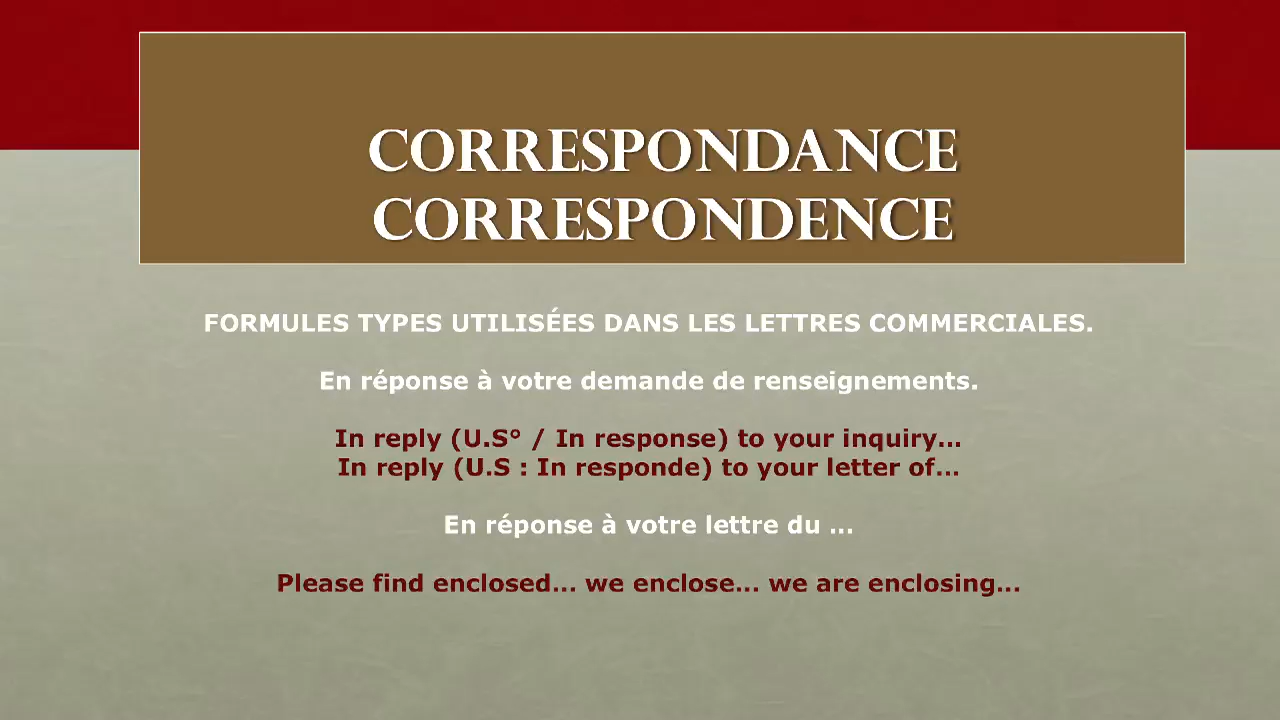 CORRESPONDANCE
CORRESPONDENCE
FORMULES TYPES UTILISÉES DANS LES LETTRES COMMERCIALES.
En réponse à votre demande de renseignements.
In reply (U.S° / In response) to your inquiry...
In reply (U.S : In responde) to your letter of...
En réponse à votre lettre du ...
Please find enclosed... we enclose... we are enclosing...